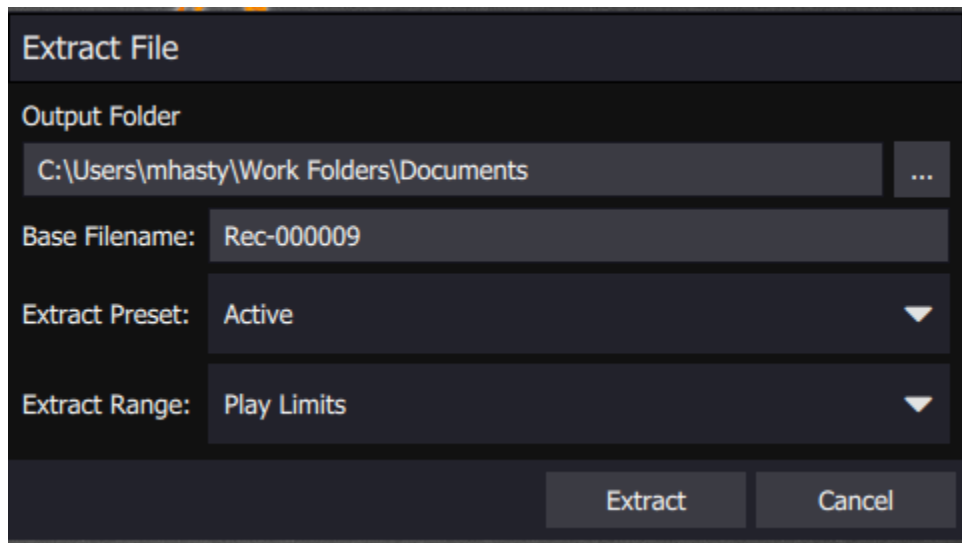 Extract File
Output Folder
C:\Users\mhasty\Work Folders\Documents ...
Base Filename: Rec-000009
Extract Preset: Active
Extract Range: Play Limits
Extract Cancel